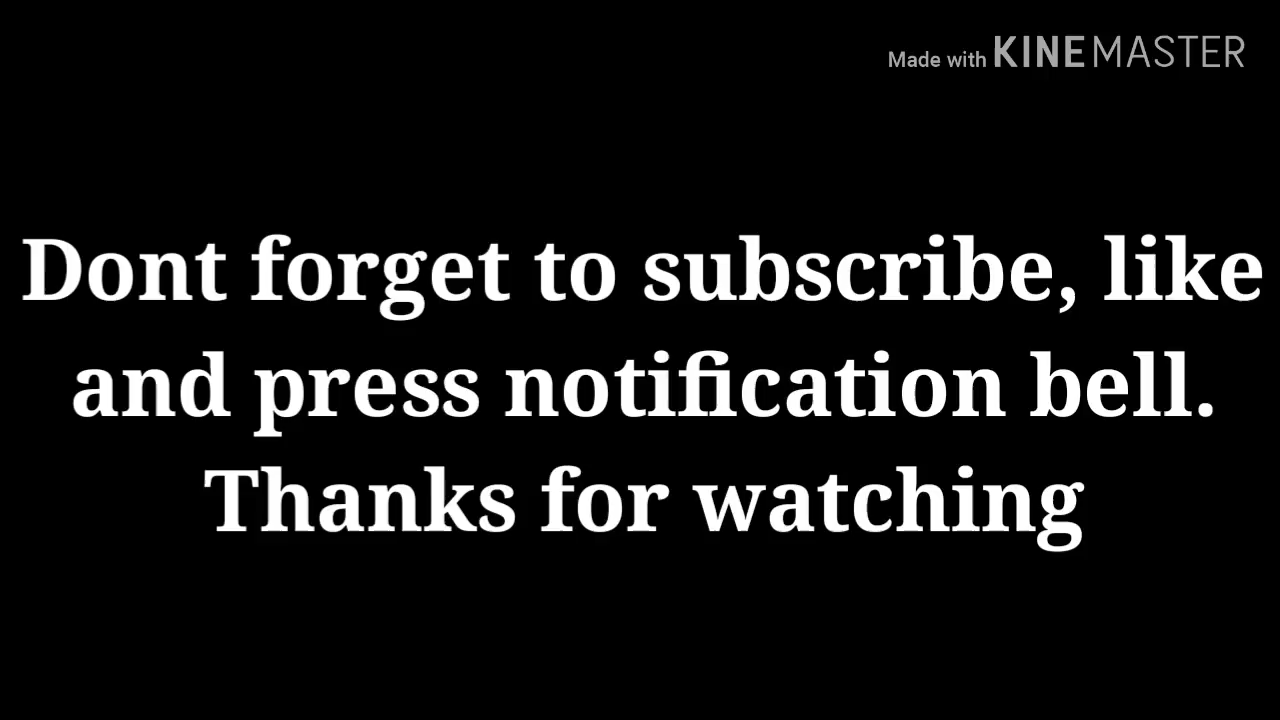 Made with KINEMASTER
Dont forget to subscribe, like
and press notification bell.
Thanks for watching